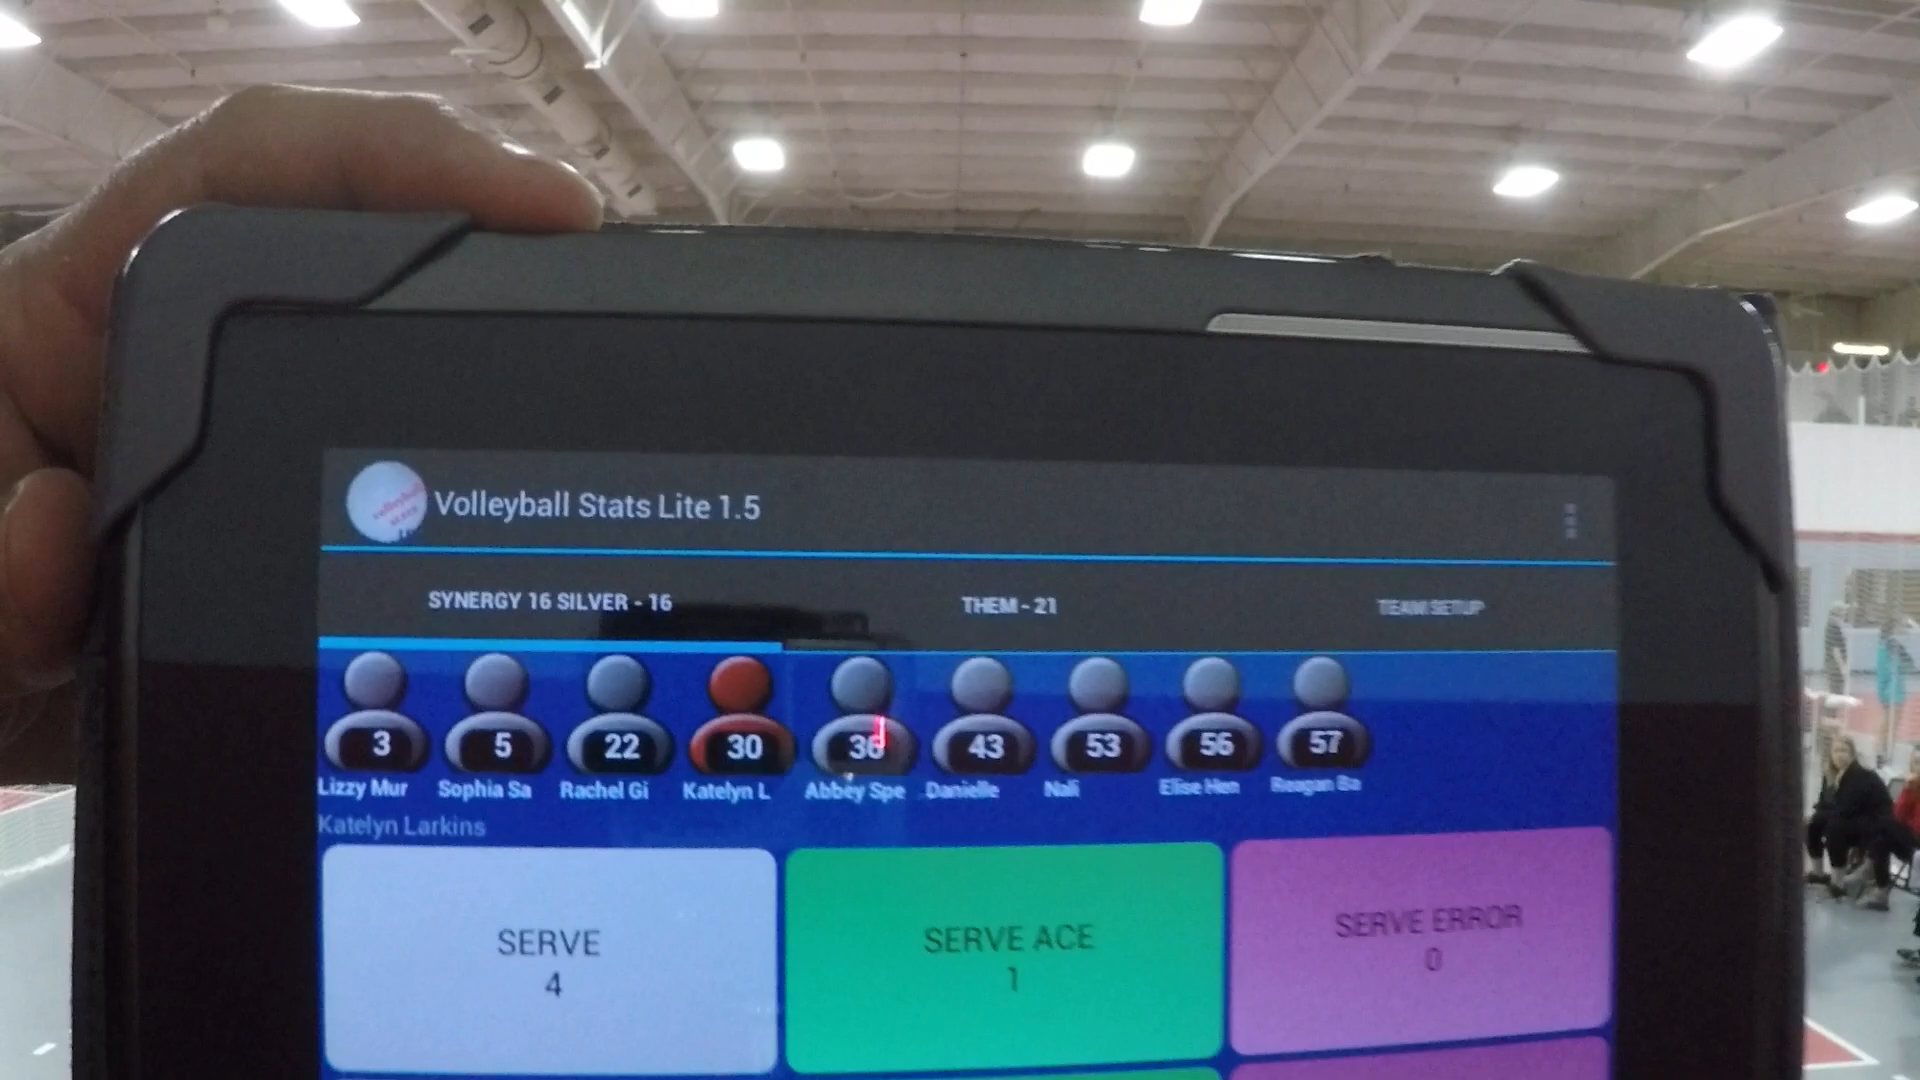 Volleyball Stats Lite 1.5
SYNERGY 16 SILVER - 16 THEM - 21 TEAM SETUP
3 5 22 30 36 43 53 56 57
Lizzy Mur Sophia Sa Rachel Gi Katelyn L Abbey Spe Danielle Nali Elise Hen Reagan Ba
Katelyn Larkins
SERVE SERVE ACE SERVE ERROR
4 1 0